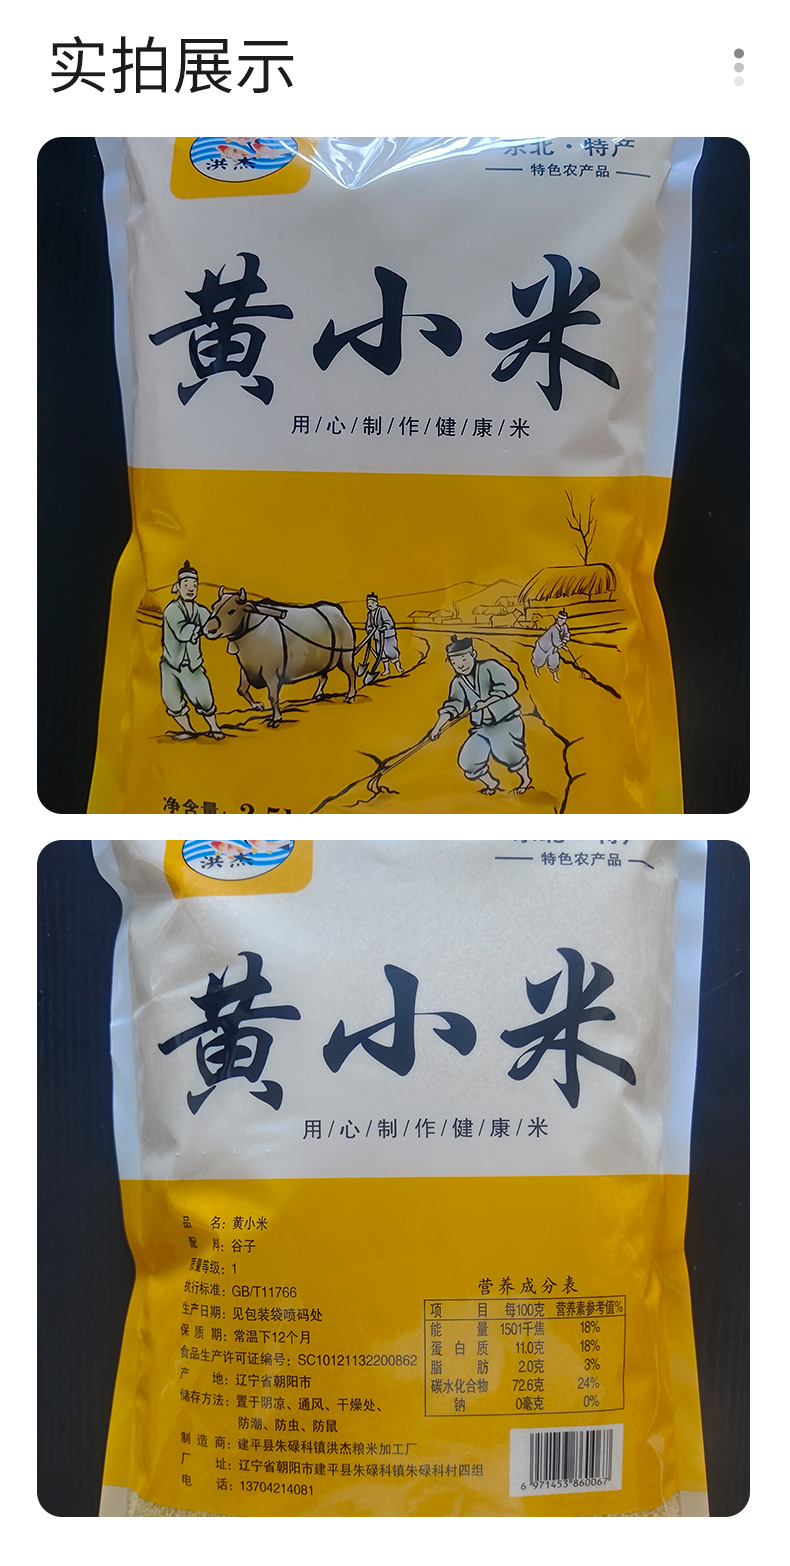 实拍展示
洪杰
东北·特产
特色农产品
黄小米
用/心/制/作/健/康/米
净含量：2.5k
洪杰
特色农产品
黄小米
用/心/制/作/健/康/米
品 名：黄小米
配 料：谷子
质量等级：1
执行标准：GB/T11766
生产日期：见包装袋喷码处
保 质 期：常温下12个月
食品生产许可证编号：SC10121132200862
产 地：辽宁省朝阳市
储存方法：置于阴凉、通风、干燥处、
防潮、防虫、防鼠
制 造 商：建平县朱碌科镇洪杰粮米加工厂
厂 址：辽宁省朝阳市建平县朱碌科镇朱碌科村四组
电 话：13704214081
营养成分表
项 目 每100克 营养素参考值%
能 量 1501千焦 18%
蛋 白 质 11.0克 18%
脂 肪 2.0克 3%
碳水化合物 72.6克 24%
钠 0毫克 0%
6 971453 860067